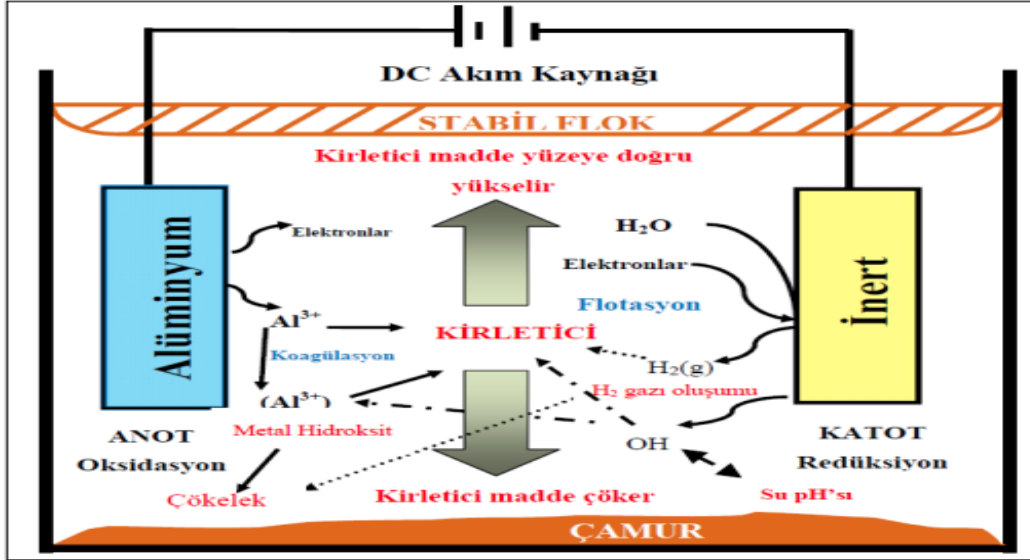 DC Akım Kaynağı
STABİL FLOK
Kirletici madde yüzeye doğru
yükselir
Alüminyum
Elektronlar
H₂O
Elektronlar
İnert
Flotasyon
Al³⁺
KİRLETİCİ
Koagülasyon
H₂(g)
H₂ gazı oluşumu
(Al³⁺)
Metal Hidroksit
OH
ANOT
Oksidasyon
KATOT
Redüksiyon
Çökelek
Kirletici madde çöker
Su pH'sı
ÇAMUR